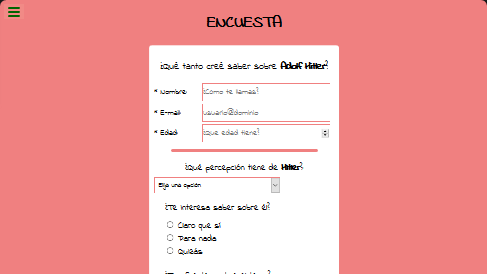 ENCUESTA
¿Qué tanto creé saber sobre Adolf Hitler?
* Nombre: ¿Cómo te llamas?
* E-mail: usuario@dominio
* Edad: ¿Que edad tiene?
¿Qué percepción tiene de Hitler?
Elija una opción
¿Te interesa saber sobre él?
Claro que sí
Para nada
Quizás